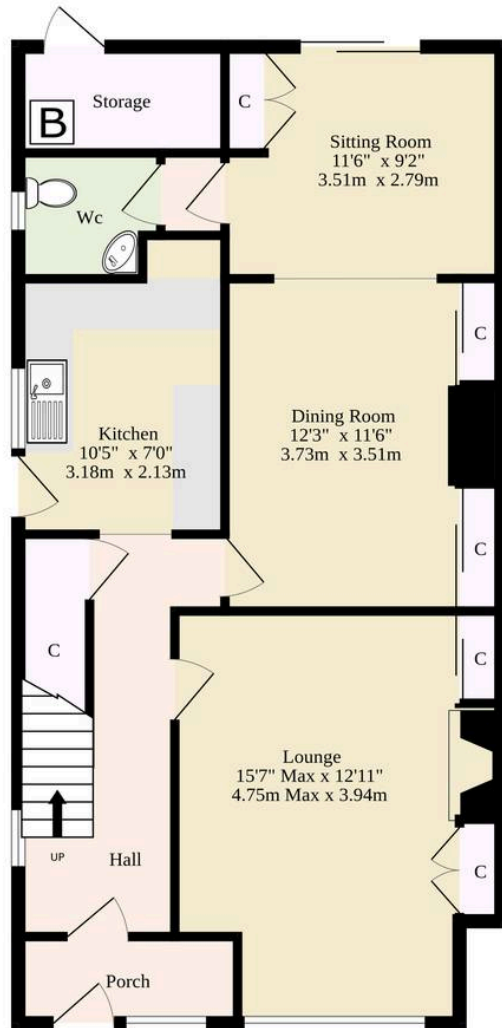 Storage
B
C
Sitting Room
11'6" x 9'2"
3.51m x 2.79m
Wc
C
Dining Room
12'3" x 11'6"
3.73m x 3.51m
Kitchen
10'5" x 7'0"
3.18m x 2.13m
C
C
C
Lounge
15'7" Max x 12'11"
4.75m Max x 3.94m
UP
Hall
C
Porch